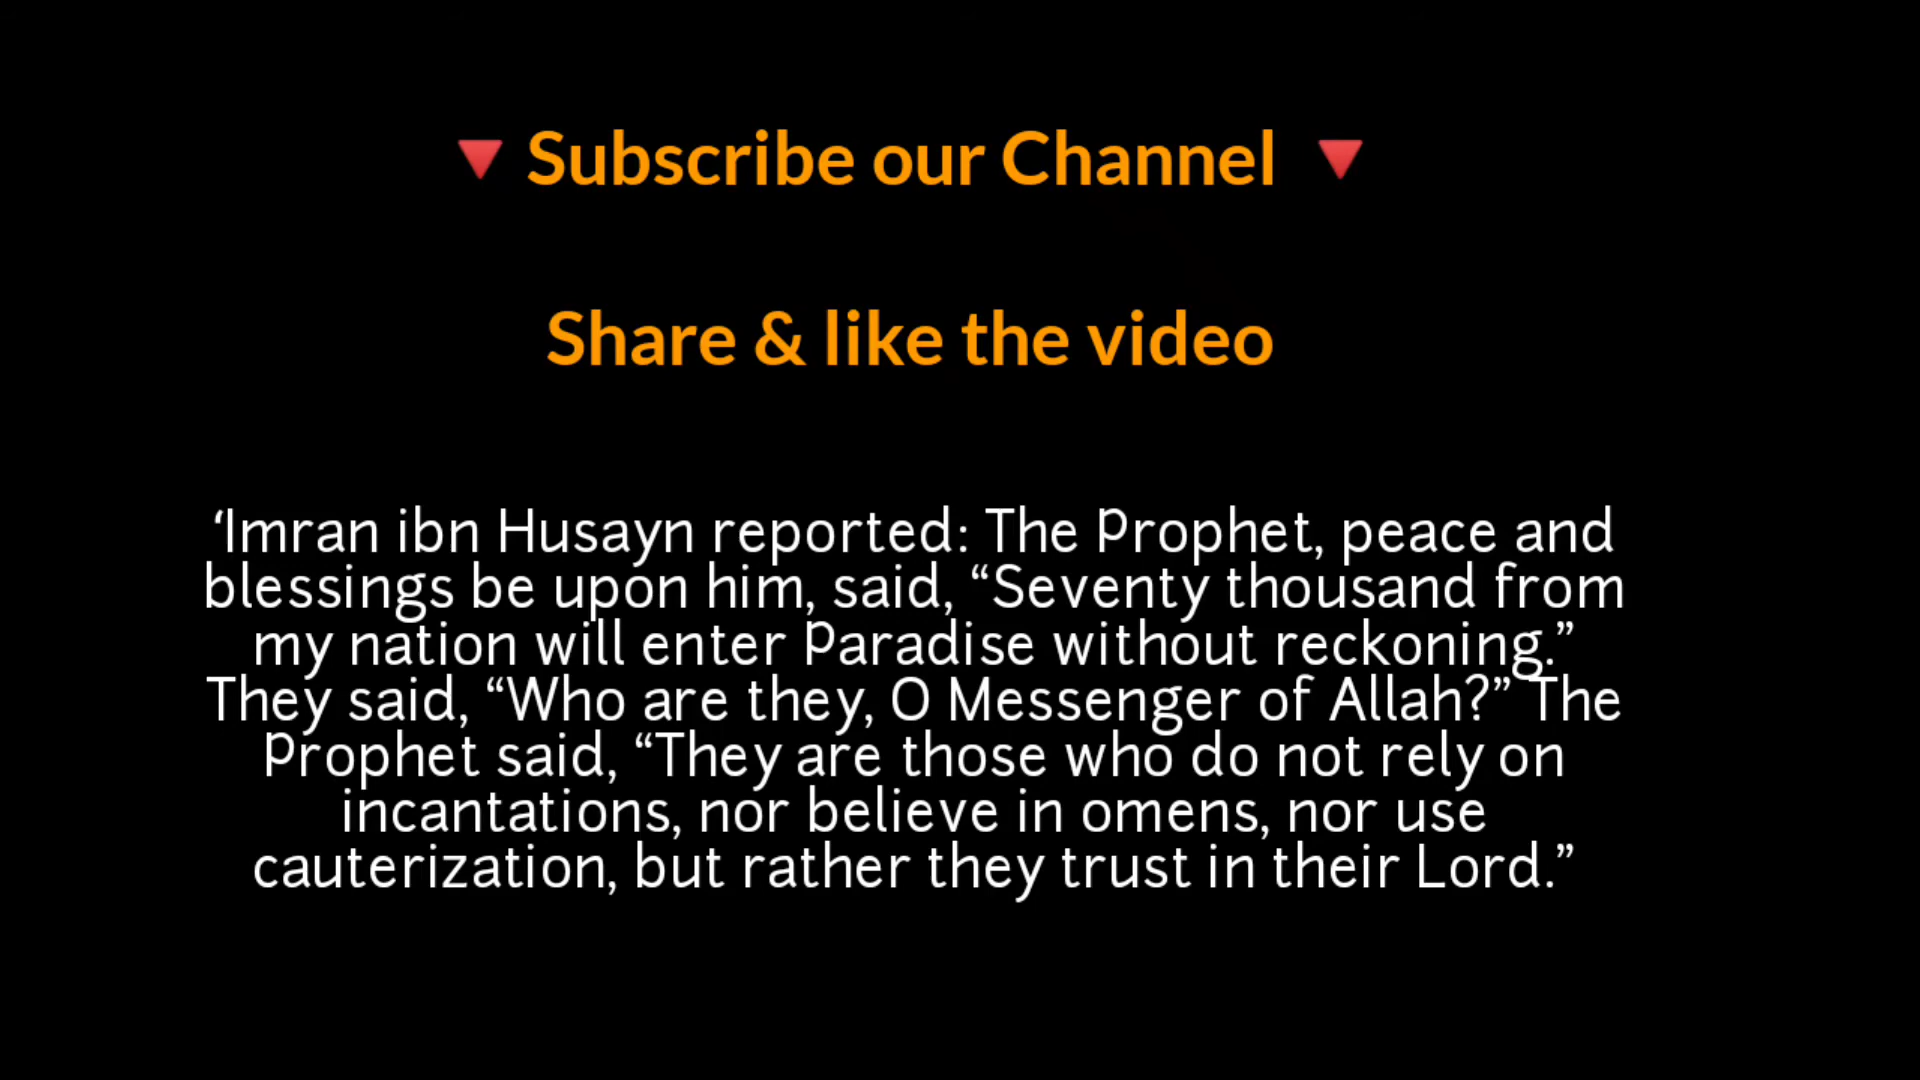 🔻Subscribe our Channel 🔻
Share & like the video
‘Imran ibn Husayn reported: The Prophet, peace and
blessings be upon him, said, “Seventy thousand from
my nation will enter Paradise without reckoning.”
They said, “Who are they, O Messenger of Allah?” The
Prophet said, “They are those who do not rely on
incantations, nor believe in omens, nor use
cauterization, but rather they trust in their Lord.”